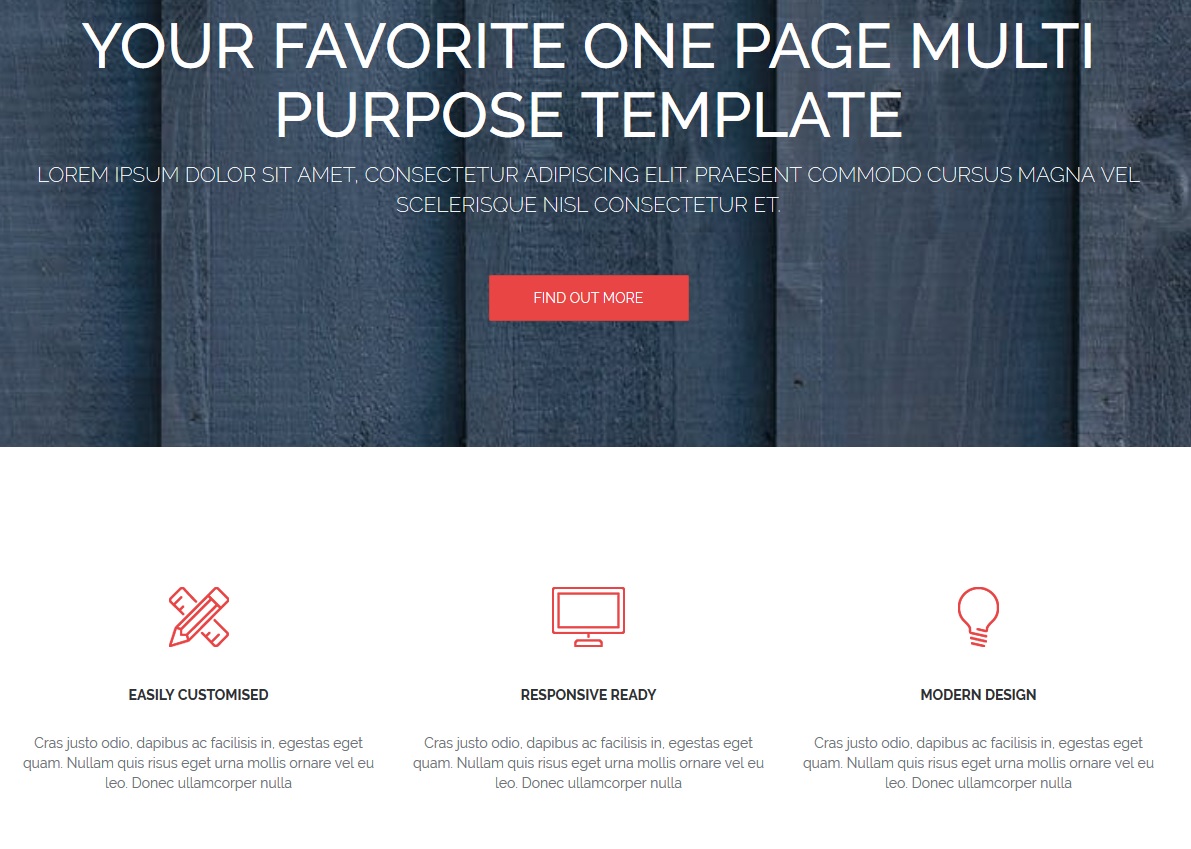 YOUR FAVORITE ONE PAGE MULTI
PURPOSE TEMPLATE
LOREM IPSUM DOLOR SIT AMET, CONSECTETUR ADIPISCING ELIT. PRAESENT COMMODO CURSUS MAGNA VEL
SCELERISQUE NISL CONSECTETUR ET.
FIND OUT MORE
EASILY CUSTOMISED
Cras justo odio, dapibus ac facilisis in, egestas eget
quam. Nullam quis risus eget urna mollis ornare vel eu
leo. Donec ullamcorper nulla
RESPONSIVE READY
Cras justo odio, dapibus ac facilisis in, egestas eget
quam. Nullam quis risus eget urna mollis ornare vel eu
leo. Donec ullamcorper nulla
MODERN DESIGN
Cras justo odio, dapibus ac facilisis in, egestas eget
quam. Nullam quis risus eget urna mollis ornare vel eu
leo. Donec ullamcorper nulla